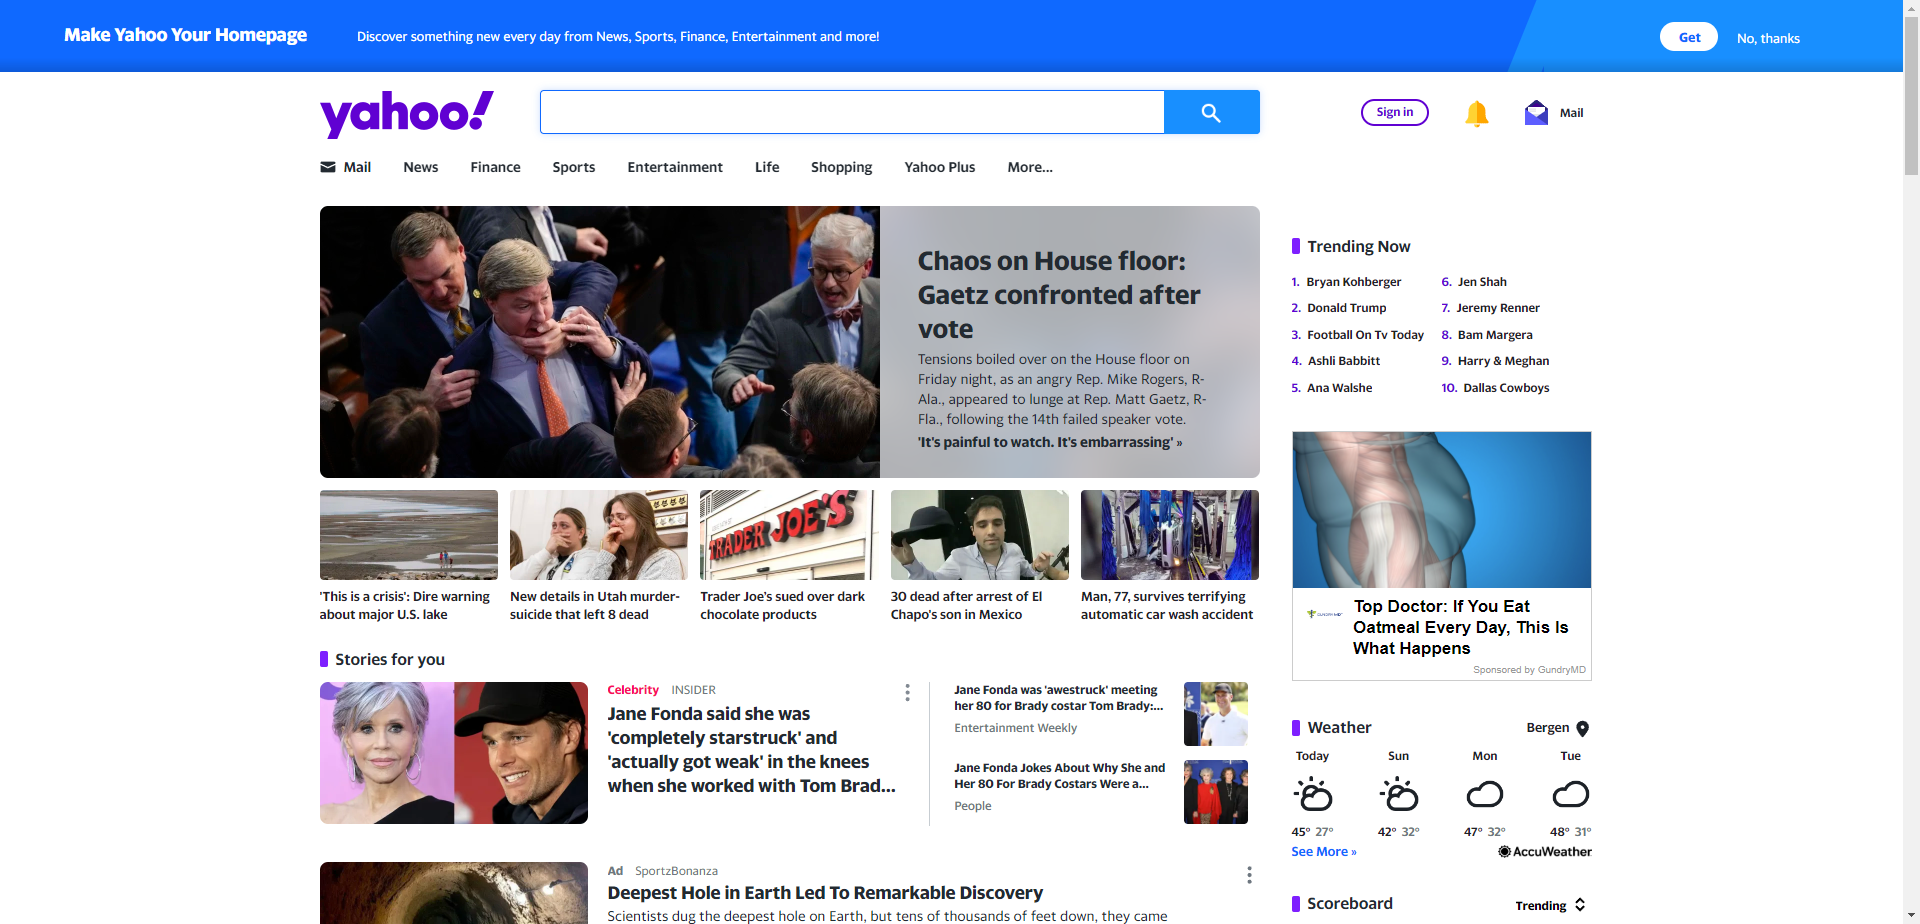 Make Yahoo Your Homepage
Discover something new every day from News, Sports, Finance, Entertainment and more!
Get
No, thanks
yahoo!
Sign in
Mail
Mail
News
Finance
Sports
Entertainment
Life
Shopping
Yahoo Plus
More...
Chaos on House floor:
Gaetz confronted after
vote
Tensions boiled over on the House floor on
Friday night, as an angry Rep. Mike Rogers, R-
Ala., appeared to lunge at Rep. Matt Gaetz, R-
Fla., following the 14th failed speaker vote.
'It's painful to watch. It's embarrassing' »
TRADER JOE'S
'This is a crisis': Dire warning
about major U.S. lake
New details in Utah murder-
suicide that left 8 dead
Trader Joe's sued over dark
chocolate products
30 dead after arrest of El
Chapo's son in Mexico
Man, 77, survives terrifying
automatic car wash accident
Stories for you
Celebrity INSIDER
Jane Fonda said she was
'completely starstruck' and
'actually got weak' in the knees
when she worked with Tom Brad...
Jane Fonda was 'awestruck' meeting
her 80 for Brady costar Tom Brady:...
Entertainment Weekly
Jane Fonda Jokes About Why She and
Her 80 For Brady Costars Were a...
People
Ad SportzBonanza
Deepest Hole in Earth Led To Remarkable Discovery
Scientists dug the deepest hole on Earth, but tens of thousands of feet down, they came
Trending Now
1. Bryan Kohberger
2. Donald Trump
3. Football On Tv Today
4. Ashli Babbitt
5. Ana Walshe
6. Jen Shah
7. Jeremy Renner
8. Bam Margera
9. Harry & Meghan
10. Dallas Cowboys
GUNDRY MD
Top Doctor: If You Eat
Oatmeal Every Day, This Is
What Happens
Sponsored by GundryMD
Weather
Bergen
Today Sun Mon Tue
45° 27° 42° 32° 47° 32° 48° 31°
See More »
AccuWeather
Scoreboard
Trending